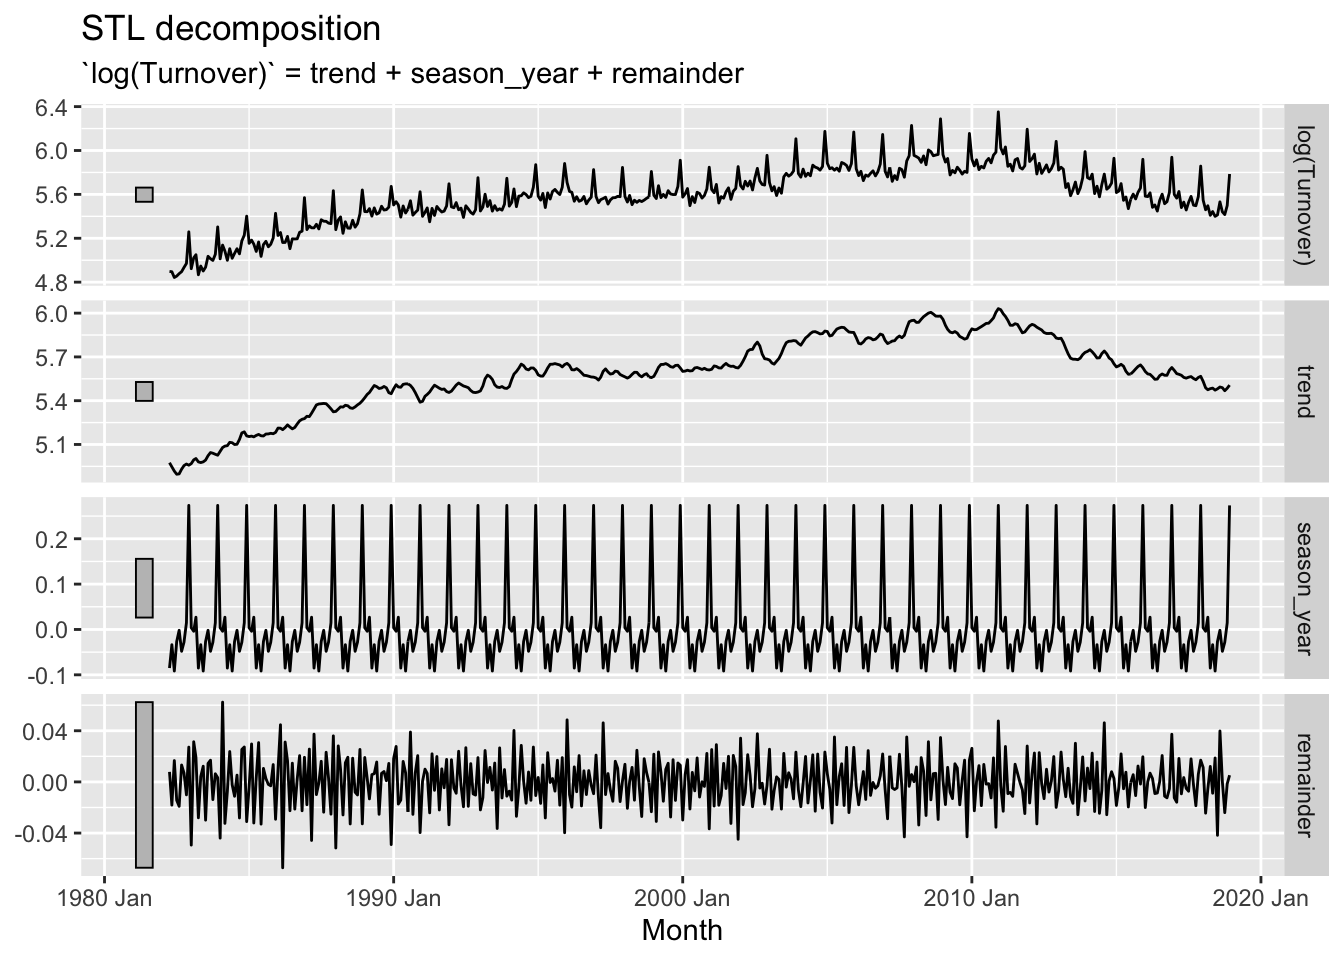 STL decomposition
`log(Turnover)` = trend + season_year + remainder
6.4
6.0
5.6
5.2
4.8
log(Turnover)
6.0
5.7
5.4
5.1
trend
0.2
0.1
0.0
-0.1
season_year
0.04
0.00
-0.04
remainder
1980 Jan 1990 Jan 2000 Jan 2010 Jan 2020 Jan
Month